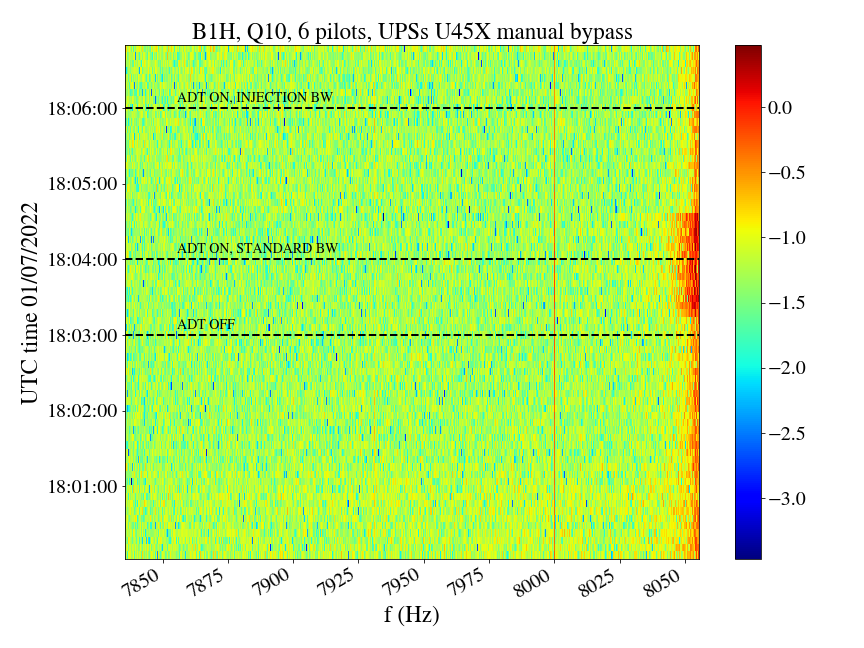 B1H, Q10, 6 pilots, UPSs U45X manual bypass
ADT ON, INJECTION BW
18:06:00
18:05:00
ADT ON, STANDARD BW
18:04:00
ADT OFF
18:03:00
18:02:00
18:01:00
UTC time 01/07/2022
7850 7875 7900 7925 7950 7975 8000 8025 8050
f (Hz)
0.0
−0.5
−1.0
−1.5
−2.0
−2.5
−3.0